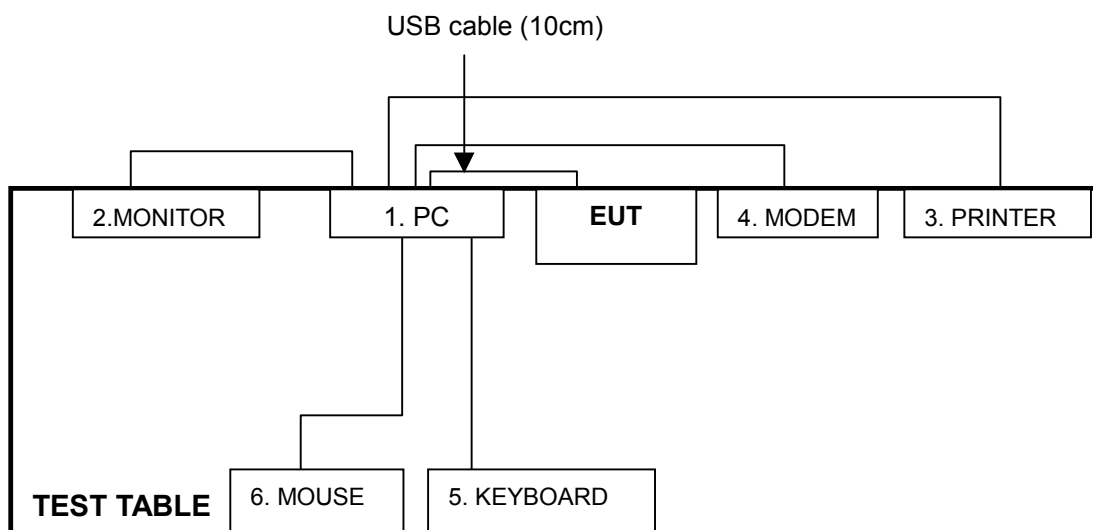 USB cable (10cm)
2.MONITOR
1. PC
EUT
4. MODEM
3. PRINTER
TEST TABLE
6. MOUSE
5. KEYBOARD